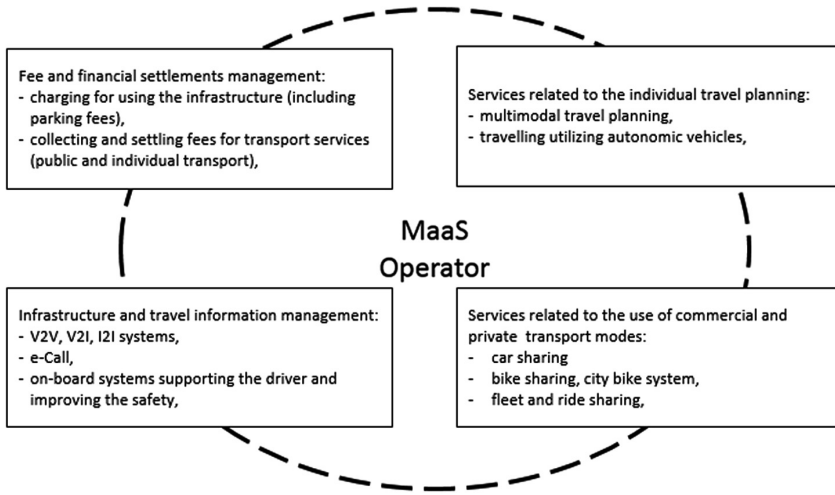 Fee and financial settlements management:
- charging for using the infrastructure (including
parking fees),
- collecting and settling fees for transport services
(public and individual transport),
Services related to the individual travel planning:
- multimodal travel planning,
- travelling utilizing autonomic vehicles,
MaaS
Operator
Infrastructure and travel information management:
- V2V, V2I, I2I systems,
- e-Call,
- on-board systems supporting the driver and
improving the safety,
Services related to the use of commercial and
private transport modes:
- car sharing
- bike sharing, city bike system,
- fleet and ride sharing,